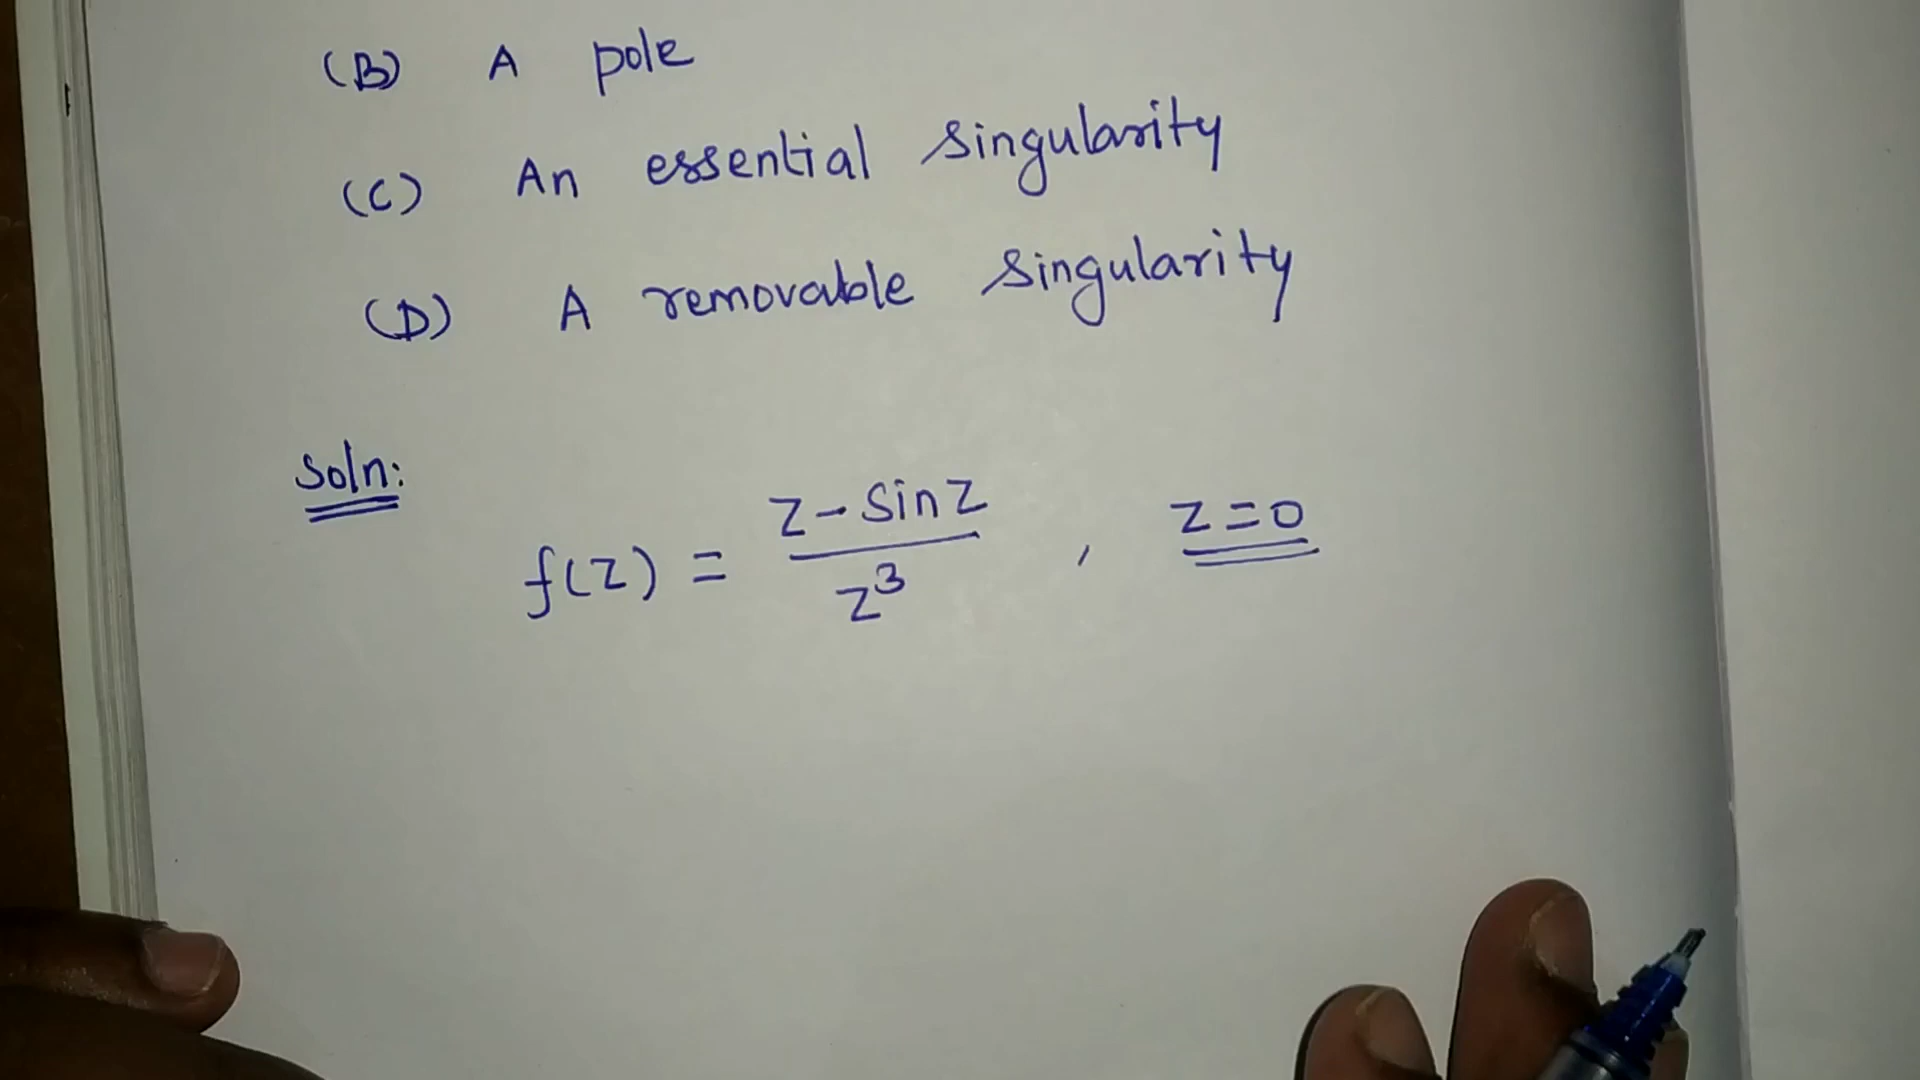 (B) A pole
(C) An essential singularity
(D) A removable singularity
Soln:
f(z) = z - sin z / z³ , z = 0